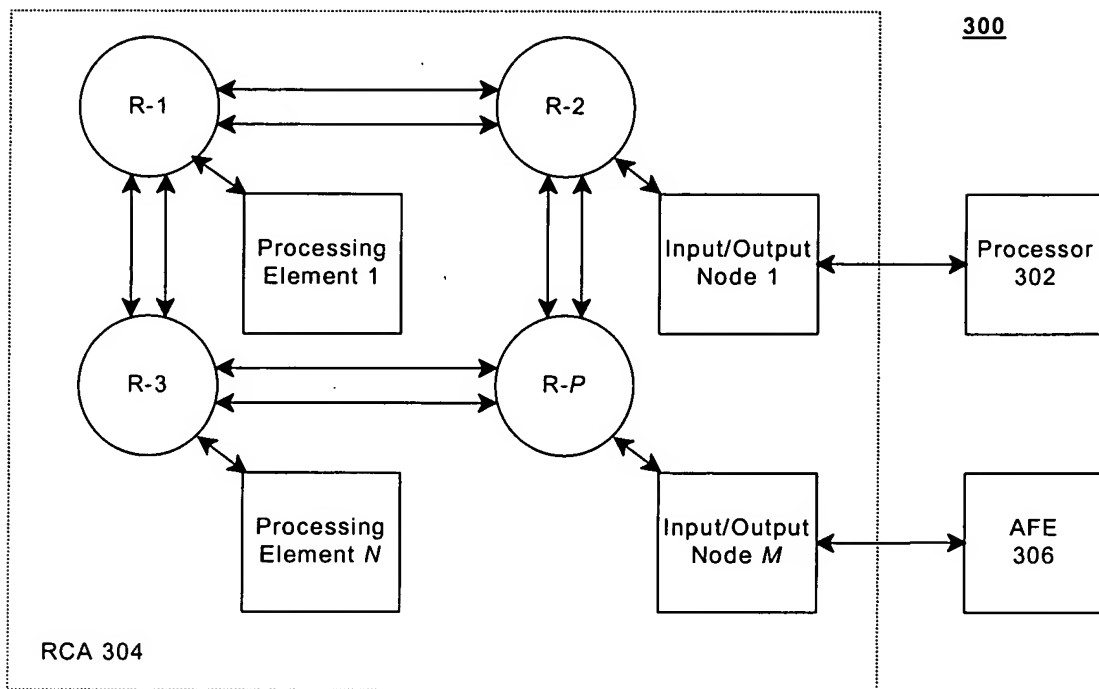 300
R-1
R-2
Processing
Element 1
Input/Output
Node 1
Processor
302
R-3
R-P
Processing
Element N
Input/Output
Node M
AFE
306
RCA 304